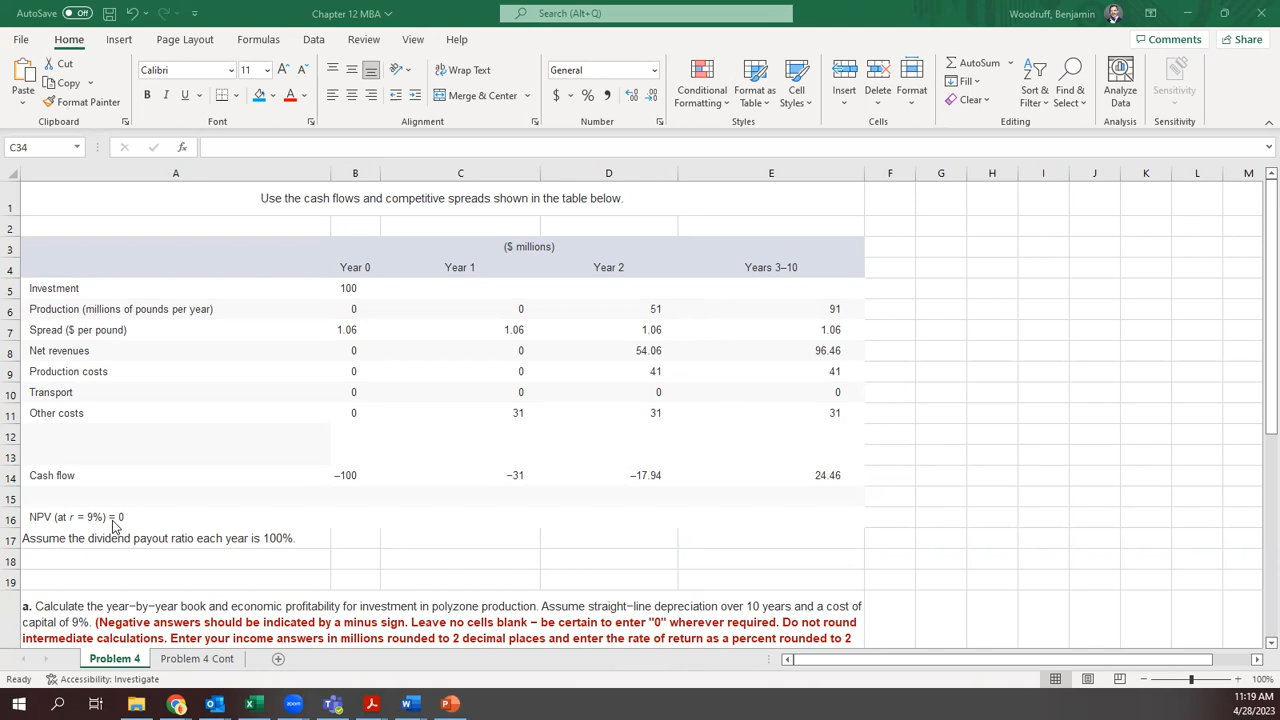 AutoSave Off Chapter 12 MBA Search (Alt+Q) Woodruff, Benjamin
File Home Insert Page Layout Formulas Data Review View Help Comments Share
Cut Calibri 11 Wrap Text General AutoSum
Copy Fill
Paste Format Painter Merge & Center Conditional Formatting Format as Table Cell Styles Insert Delete Format Clear Sort & Filter Find & Select Analyze Data Sensitivity
Clipboard Font Alignment Number Styles Cells Editing Analysis Sensitivity
C34 fx
A B C D E F G H I J K L M
1 Use the cash flows and competitive spreads shown in the table below.
2
3 ($ millions)
4 Year 0 Year 1 Year 2 Years 3–10
5 Investment 100
6 Production (millions of pounds per year) 0 0 51 91
7 Spread ($ per pound) 1.06 1.06 1.06 1.06
8 Net revenues 0 0 54.06 96.46
9 Production costs 0 0 41 41
10 Transport 0 0 0 0
11 Other costs 0 31 31 31
12
13
14 Cash flow −100 −31 −17.94 24.46
15
16 NPV (at r = 9%) = 0
17 Assume the dividend payout ratio each year is 100%.
18
19
a. Calculate the year−by−year book and economic profitability for investment in polyzone production. Assume straight−line depreciation over 10 years and a cost of
capital of 9%. (Negative answers should be indicated by a minus sign. Leave no cells blank − be certain to enter "0" wherever required. Do not round
intermediate calculations. Enter your income answers in millions rounded to 2 decimal places and enter the rate of return as a percent rounded to 2
Problem 4 Problem 4 Cont
Ready Accessibility: Investigate 100%
11:19 AM
4/28/2023